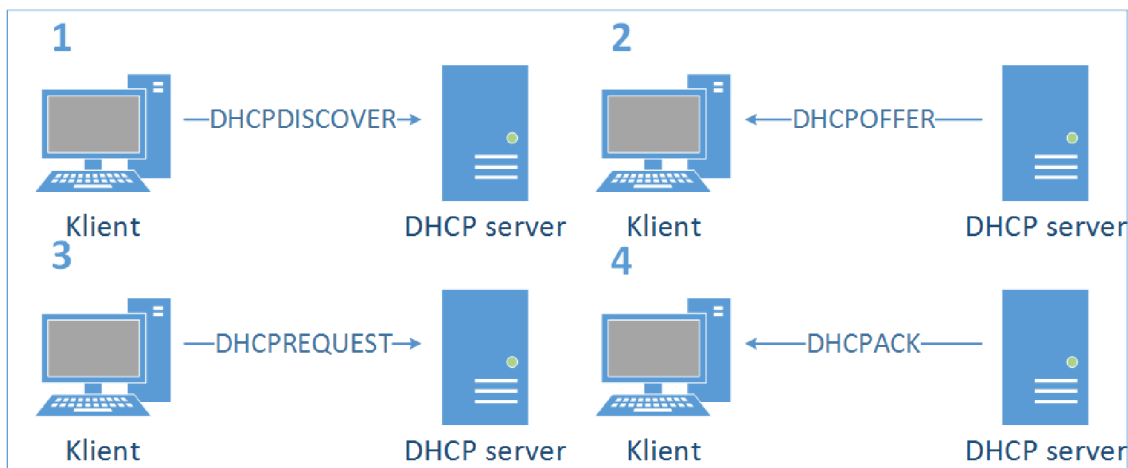 1
DHCPDISCOVER
Klient
DHCP server
2
DHCPOFFER
Klient
DHCP server
3
DHCPREQUEST
Klient
DHCP server
4
DHCPACK
Klient
DHCP server